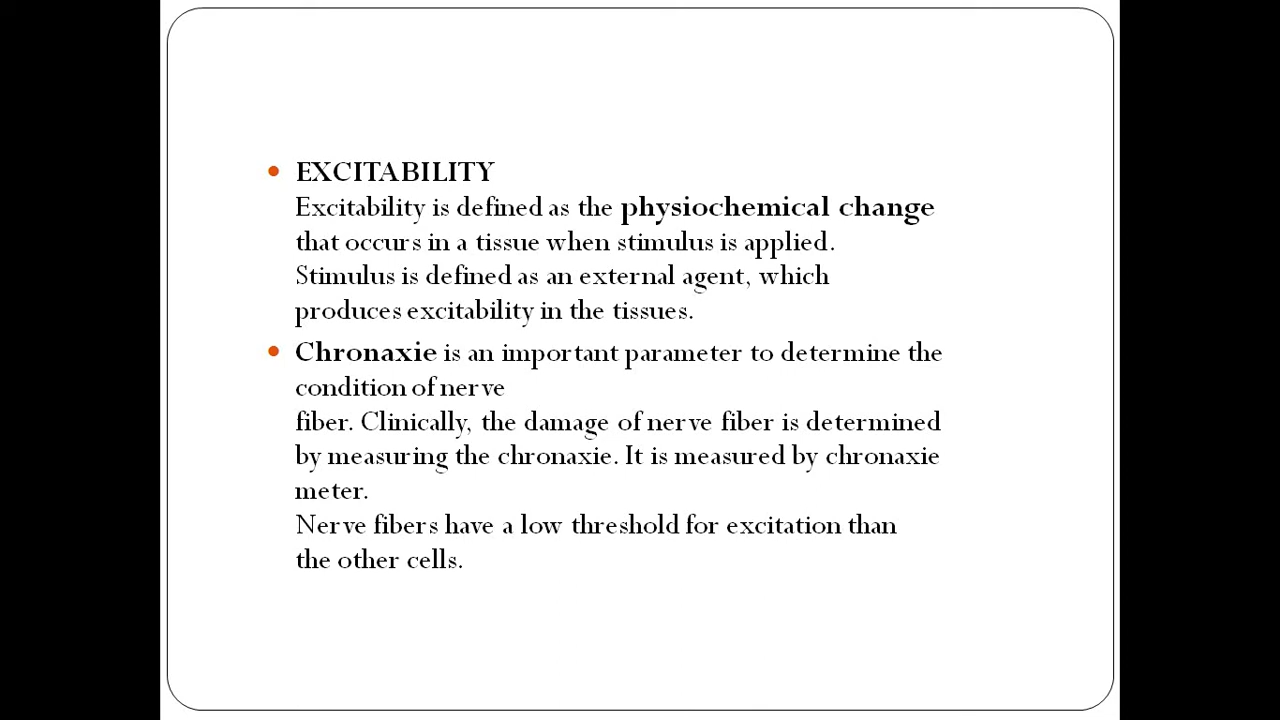 • EXCITABILITY
Excitability is defined as the physiochemical change
that occurs in a tissue when stimulus is applied.
Stimulus is defined as an external agent, which
produces excitability in the tissues.
• Chronaxie is an important parameter to determine the
condition of nerve
fiber. Clinically, the damage of nerve fiber is determined
by measuring the chronaxie. It is measured by chronaxie
meter.
Nerve fibers have a low threshold for excitation than
the other cells.